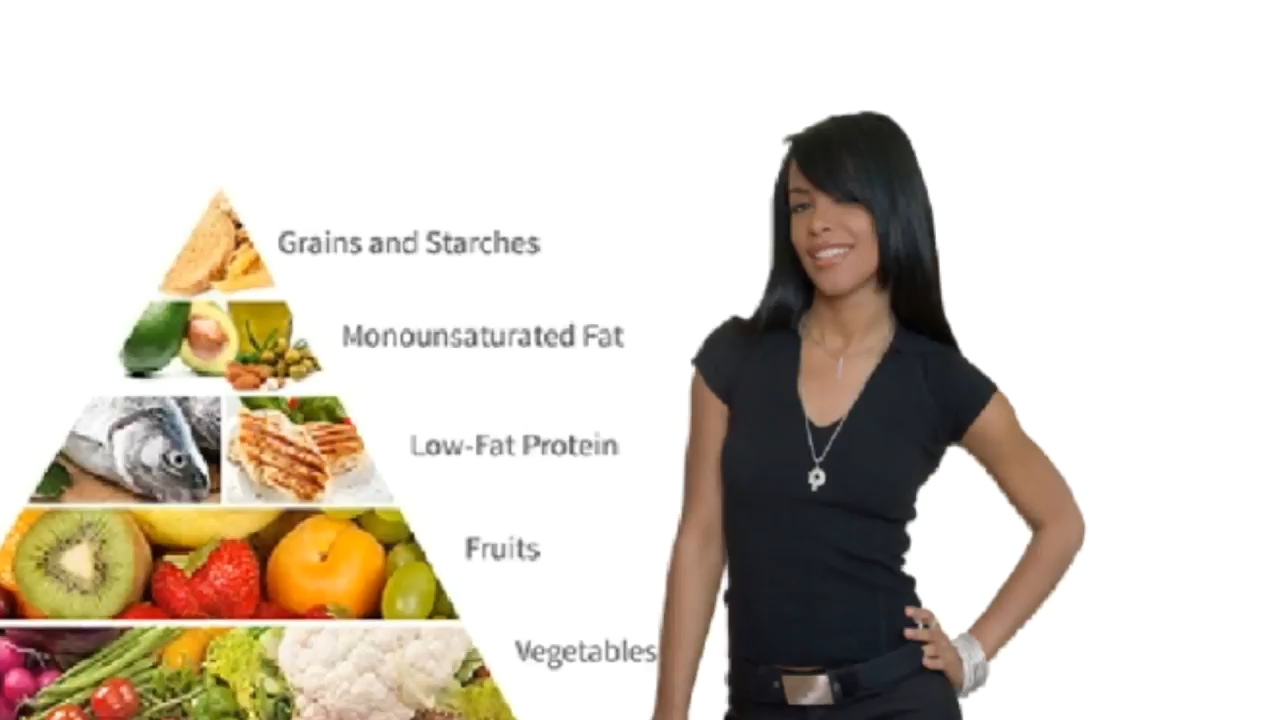 Grains and Starches
Monounsaturated Fat
Low-Fat Protein
Fruits
Vegetables